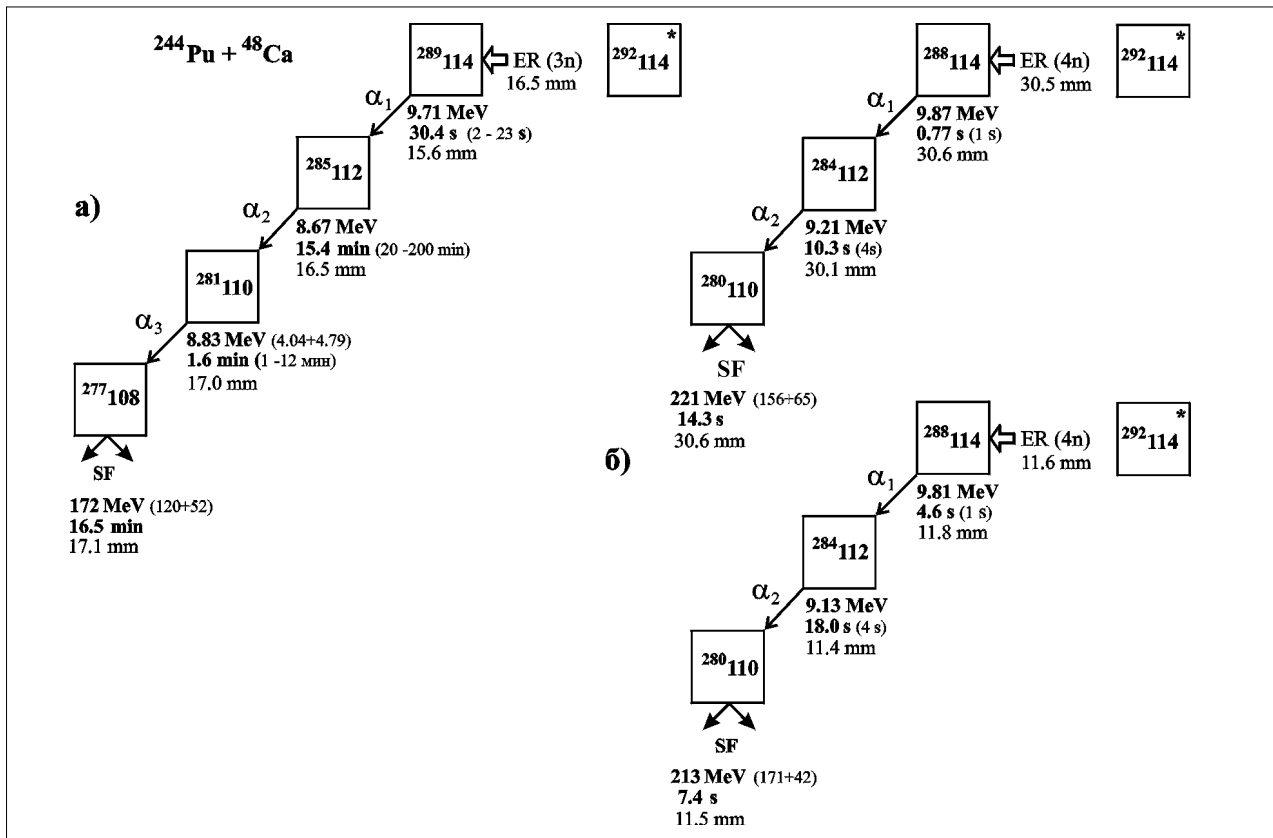 ²⁴⁴Pu + ⁴⁸Ca
а)
²⁸⁹114
ER (3n)
16.5 mm
²⁹²114*
α₁
9.71 MeV
30.4 s (2 - 23 s)
15.6 mm
²⁸⁵112
α₂
8.67 MeV
15.4 min (20 -200 min)
16.5 mm
²⁸¹110
α₃
8.83 MeV (4.04+4.79)
1.6 min (1 -12 мин)
17.0 mm
²⁷⁷108
SF
172 MeV (120+52)
16.5 min
17.1 mm
б)
²⁸⁸114
ER (4n)
30.5 mm
²⁹²114*
α₁
9.87 MeV
0.77 s (1 s)
30.6 mm
²⁸⁴112
α₂
9.21 MeV
10.3 s (4s)
30.1 mm
²⁸⁰110
SF
221 MeV (156+65)
14.3 s
30.6 mm
²⁸⁸114
ER (4n)
11.6 mm
²⁹²114*
α₁
9.81 MeV
4.6 s (1 s)
11.8 mm
²⁸⁴112
α₂
9.13 MeV
18.0 s (4 s)
11.4 mm
²⁸⁰110
SF
213 MeV (171+42)
7.4 s
11.5 mm